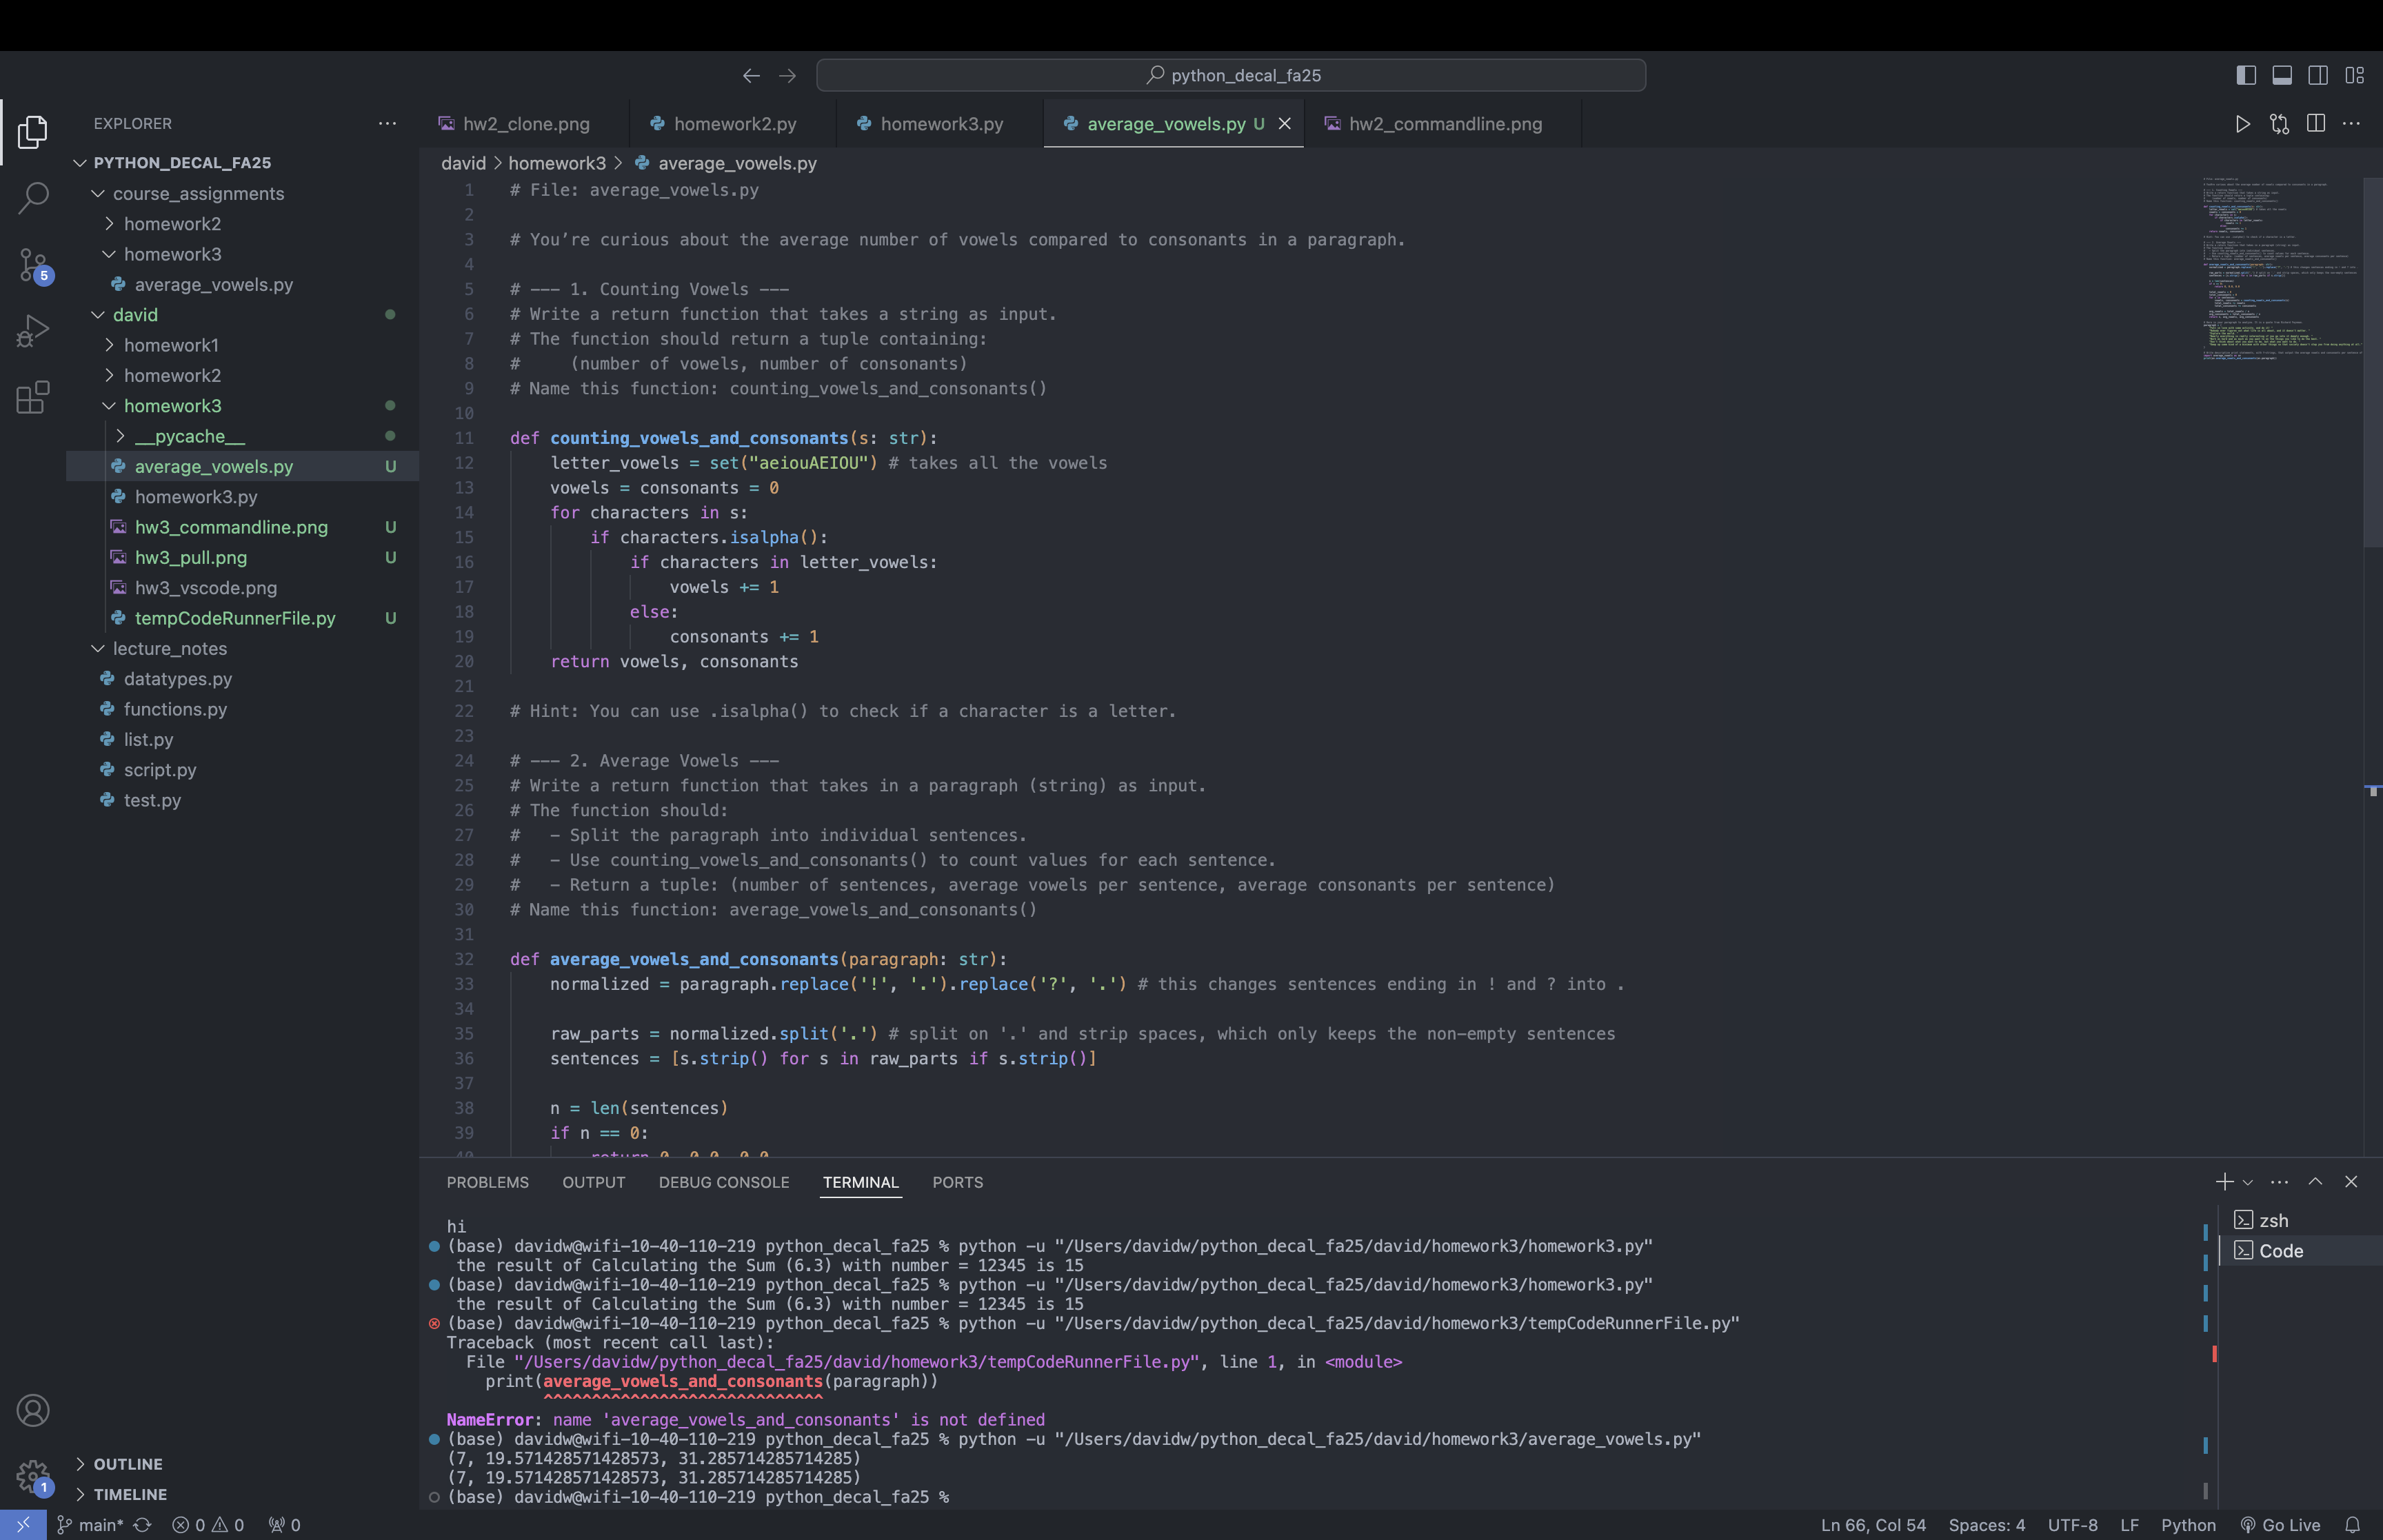 python_decal_fa25
EXPLORER
hw2_clone.png
homework2.py
homework3.py
average_vowels.py U
hw2_commandline.png
PYTHON_DECAL_FA25
course_assignments
homework2
homework3
average_vowels.py
david
homework1
homework2
homework3
__pycache__
average_vowels.py U
homework3.py
hw3_commandline.png U
hw3_pull.png U
hw3_vscode.png
tempCodeRunnerFile.py U
lecture_notes
datatypes.py
functions.py
list.py
script.py
test.py
OUTLINE
TIMELINE
5
1
david > homework3 > average_vowels.py
1 # File: average_vowels.py
2
3 # You’re curious about the average number of vowels compared to consonants in a paragraph.
4
5 # --- 1. Counting Vowels ---
6 # Write a return function that takes a string as input.
7 # The function should return a tuple containing:
8 #     (number of vowels, number of consonants)
9 # Name this function: counting_vowels_and_consonants()
10
11 def counting_vowels_and_consonants(s: str):
12     letter_vowels = set("aeiouAEIOU") # takes all the vowels
13     vowels = consonants = 0
14     for characters in s:
15         if characters.isalpha():
16             if characters in letter_vowels:
17                 vowels += 1
18             else:
19                 consonants += 1
20     return vowels, consonants
21
22 # Hint: You can use .isalpha() to check if a character is a letter.
23
24 # --- 2. Average Vowels ---
25 # Write a return function that takes in a paragraph (string) as input.
26 # The function should:
27 #   - Split the paragraph into individual sentences.
28 #   - Use counting_vowels_and_consonants() to count values for each sentence.
29 #   - Return a tuple: (number of sentences, average vowels per sentence, average consonants per sentence)
30 # Name this function: average_vowels_and_consonants()
31
32 def average_vowels_and_consonants(paragraph: str):
33     normalized = paragraph.replace('!', '.').replace('?', '.') # this changes sentences ending in ! and ? into .
34
35     raw_parts = normalized.split('.') # split on '.' and strip spaces, which only keeps the non-empty sentences
36     sentences = [s.strip() for s in raw_parts if s.strip()]
37
38     n = len(sentences)
39     if n == 0:
40         return 0, 0.0, 0.0
PROBLEMS OUTPUT DEBUG CONSOLE TERMINAL PORTS
hi
(base) davidw@wifi-10-40-110-219 python_decal_fa25 % python -u "/Users/davidw/python_decal_fa25/david/homework3/homework3.py"
 the result of Calculating the Sum (6.3) with number = 12345 is 15
(base) davidw@wifi-10-40-110-219 python_decal_fa25 % python -u "/Users/davidw/python_decal_fa25/david/homework3/homework3.py"
 the result of Calculating the Sum (6.3) with number = 12345 is 15
(base) davidw@wifi-10-40-110-219 python_decal_fa25 % python -u "/Users/davidw/python_decal_fa25/david/homework3/tempCodeRunnerFile.py"
Traceback (most recent call last):
  File "/Users/davidw/python_decal_fa25/david/homework3/tempCodeRunnerFile.py", line 1, in <module>
    print(average_vowels_and_consonants(paragraph))
          ^^^^^^^^^^^^^^^^^^^^^^^^^^^^^
NameError: name 'average_vowels_and_consonants' is not defined
(base) davidw@wifi-10-40-110-219 python_decal_fa25 % python -u "/Users/davidw/python_decal_fa25/david/homework3/average_vowels.py"
(7, 19.571428571428573, 31.285714285714285)
(7, 19.571428571428573, 31.285714285714285)
(base) davidw@wifi-10-40-110-219 python_decal_fa25 %
zsh
Code
main* 0 0 0
Ln 66, Col 54 Spaces: 4 UTF-8 LF Python Go Live